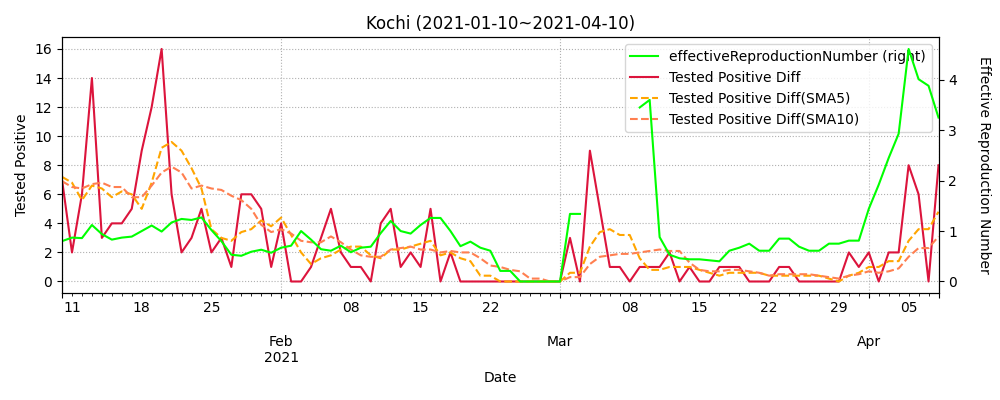 Kochi (2021-01-10~2021-04-10)
effectiveReproductionNumber (right)
Tested Positive Diff
Tested Positive Diff(SMA5)
Tested Positive Diff(SMA10)
Tested Positive
16
14
12
10
8
6
4
2
0
Effective Reproduction Number
4
3
2
1
0
11 18 25 08 15 22 08 15 22 29 05
Feb Mar Apr
2021
Date